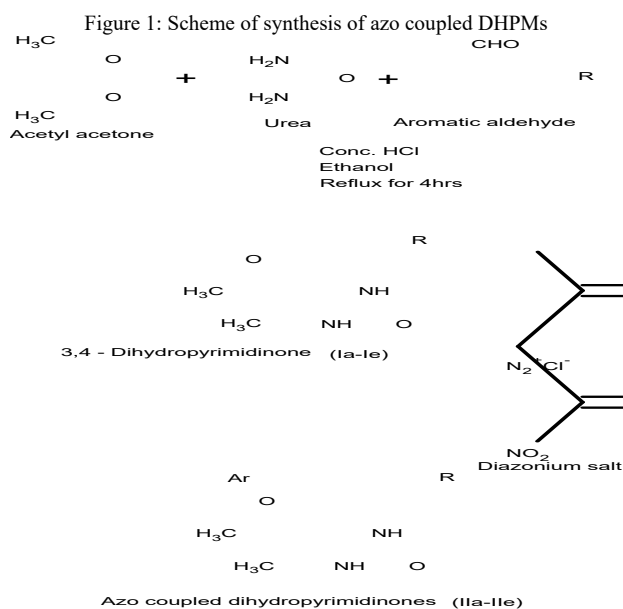 Figure 1: Scheme of synthesis of azo coupled DHPMs
H₃C
CHO
O
H₂N
+
O
+
R
O
H₂N
H₃C
Acetyl acetone
Urea
Aromatic aldehyde
Conc. HCl
Ethanol
Reflux for 4hrs
R
O
H₃C
NH
H₃C
NH
O
3,4 - Dihydropyrimidinone (Ia-Ie)
N₂⁺Cl⁻
NO₂
Diazonium salt
Ar
R
O
H₃C
NH
H₃C
NH
O
Azo coupled dihydropyrimidinones (IIa-IIe)